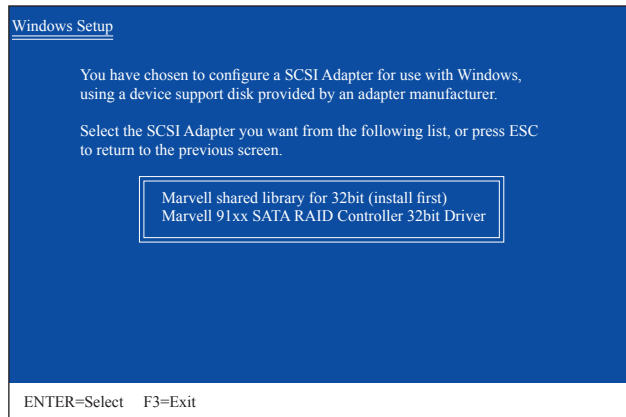 Windows Setup
You have chosen to configure a SCSI Adapter for use with Windows,
using a device support disk provided by an adapter manufacturer.
Select the SCSI Adapter you want from the following list, or press ESC
to return to the previous screen.
Marvell shared library for 32bit (install first)
Marvell 91xx SATA RAID Controller 32bit Driver
ENTER=Select F3=Exit